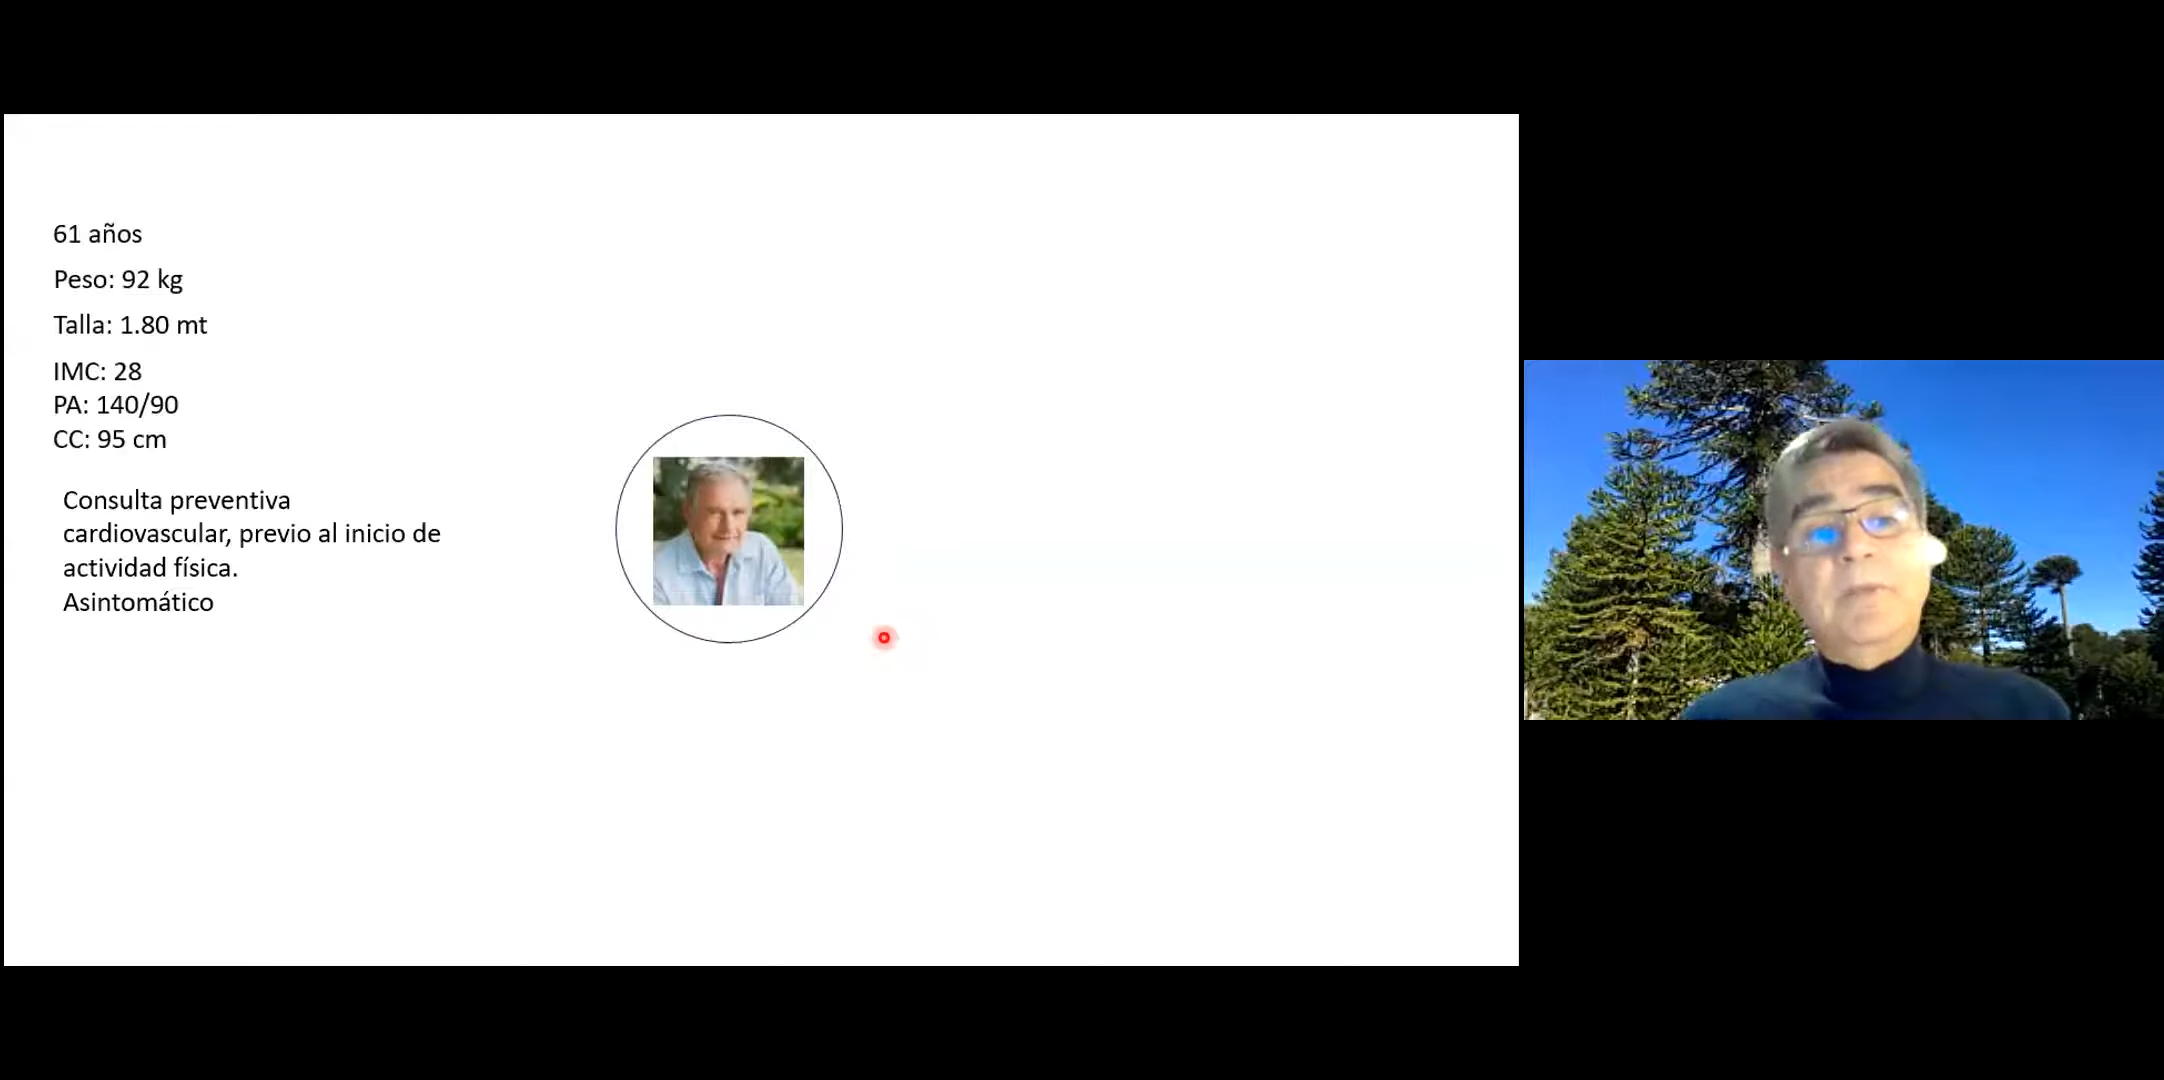 61 años
Peso: 92 kg
Talla: 1.80 mt
IMC: 28
PA: 140/90
CC: 95 cm
Consulta preventiva
cardiovascular, previo al inicio de
actividad física.
Asintomático